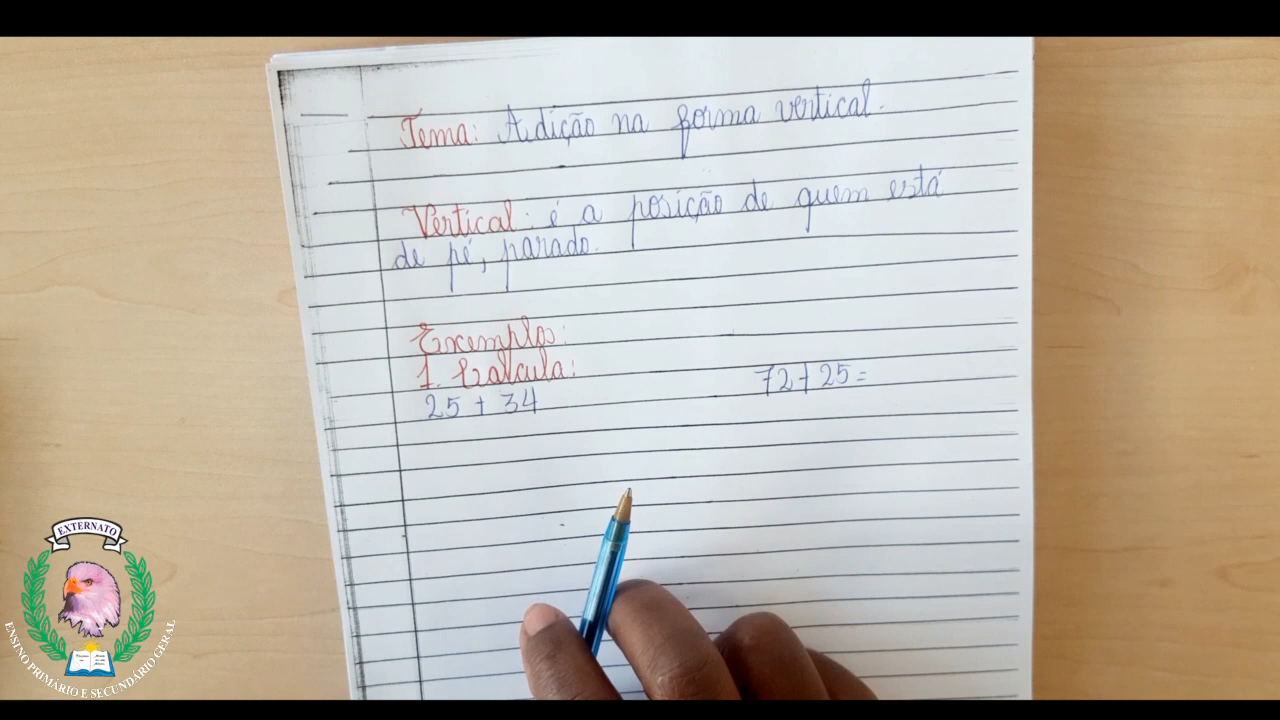 Tema: Adição na forma vertical.
Vertical: é a posição de quem está
de pé, parado.
Exemplos:
1. Calcula:
25 + 34
72+25=
EXTERNATO
ENSINO PRIMÁRIO E SECUNDÁRIO GERAL